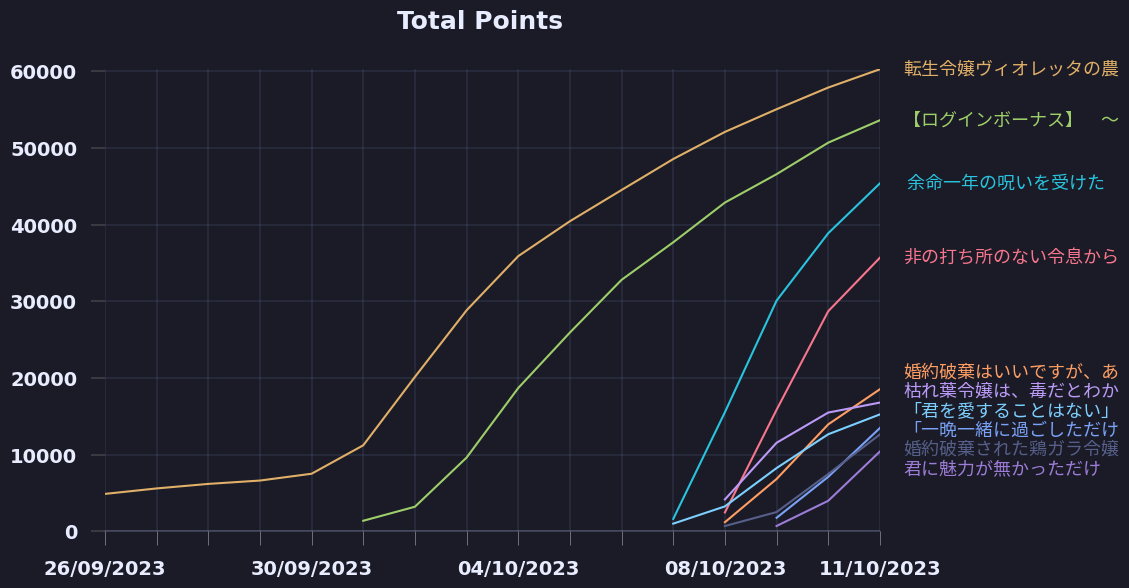 Total Points
60000
50000
40000
30000
20000
10000
0
26/09/2023
30/09/2023
04/10/2023
08/10/2023
11/10/2023
転生令嬢ヴィオレッタの農
【ログインボーナス】　～
余命一年の呪いを受けた
非の打ち所のない令息から
婚約破棄はいいですが、あ
枯れ葉令嬢は、毒だとわか
「君を愛することはない」
「一晩一緒に過ごしただけ
婚約破棄された鶏ガラ令嬢
君に魅力が無かっただけ